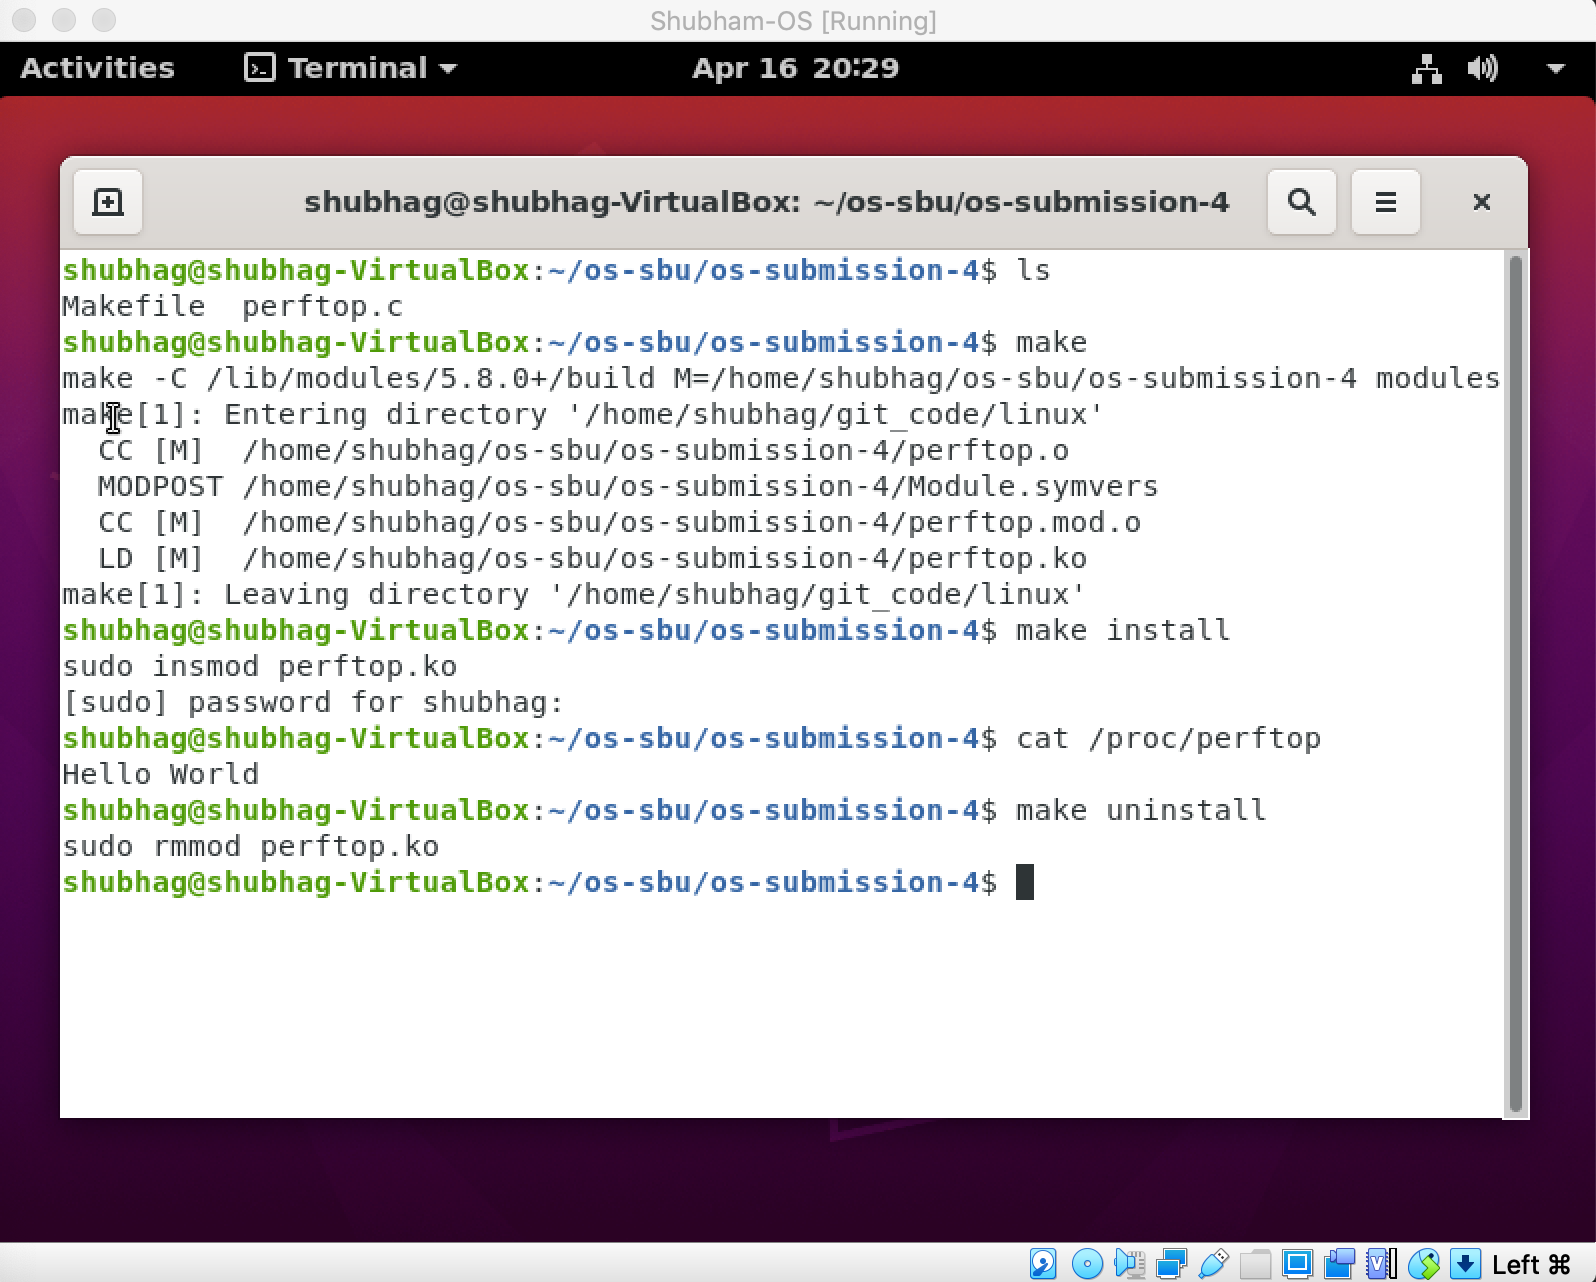 Shubham-OS [Running]
Activities Terminal Apr 16 20:29
shubhag@shubhag-VirtualBox: ~/os-sbu/os-submission-4
shubhag@shubhag-VirtualBox:~/os-sbu/os-submission-4$ ls
Makefile  perftop.c
shubhag@shubhag-VirtualBox:~/os-sbu/os-submission-4$ make
make -C /lib/modules/5.8.0+/build M=/home/shubhag/os-sbu/os-submission-4 modules
make[1]: Entering directory '/home/shubhag/git_code/linux'
  CC [M]  /home/shubhag/os-sbu/os-submission-4/perftop.o
  MODPOST /home/shubhag/os-sbu/os-submission-4/Module.symvers
  CC [M]  /home/shubhag/os-sbu/os-submission-4/perftop.mod.o
  LD [M]  /home/shubhag/os-sbu/os-submission-4/perftop.ko
make[1]: Leaving directory '/home/shubhag/git_code/linux'
shubhag@shubhag-VirtualBox:~/os-sbu/os-submission-4$ make install
sudo insmod perftop.ko
[sudo] password for shubhag:
shubhag@shubhag-VirtualBox:~/os-sbu/os-submission-4$ cat /proc/perftop
Hello World
shubhag@shubhag-VirtualBox:~/os-sbu/os-submission-4$ make uninstall
sudo rmmod perftop.ko
shubhag@shubhag-VirtualBox:~/os-sbu/os-submission-4$
Left ⌘